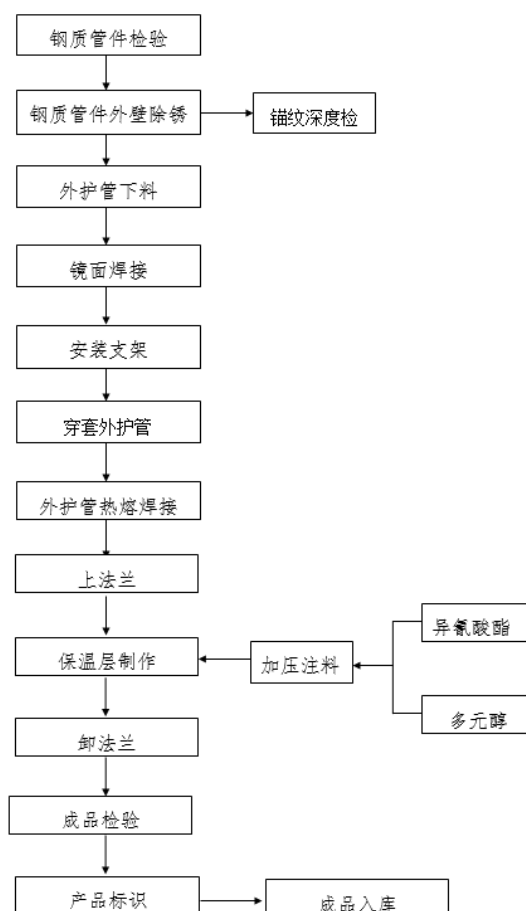 钢质管件检验
钢质管件外壁除锈
锚纹深度检
外护管下料
镜面焊接
安装支架
穿套外护管
外护管热熔焊接
上法兰
异氰酸酯
保温层制作
加压注料
多元醇
卸法兰
成品检验
产品标识
成品入库